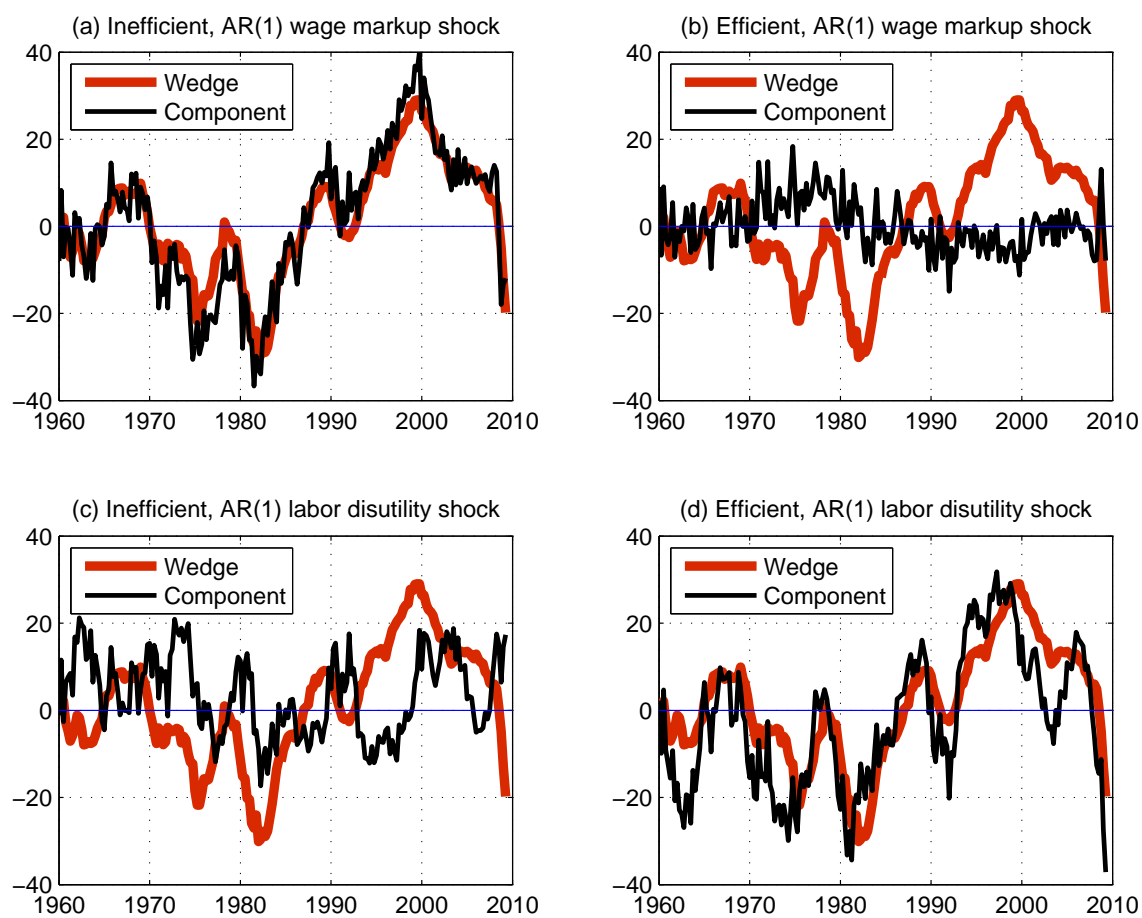 (a) Inefficient, AR(1) wage markup shock
40
20
0
−20
−40
1960 1970 1980 1990 2000 2010
Wedge
Component
(b) Efficient, AR(1) wage markup shock
40
20
0
−20
−40
1960 1970 1980 1990 2000 2010
Wedge
Component
(c) Inefficient, AR(1) labor disutility shock
40
20
0
−20
−40
1960 1970 1980 1990 2000 2010
Wedge
Component
(d) Efficient, AR(1) labor disutility shock
40
20
0
−20
−40
1960 1970 1980 1990 2000 2010
Wedge
Component